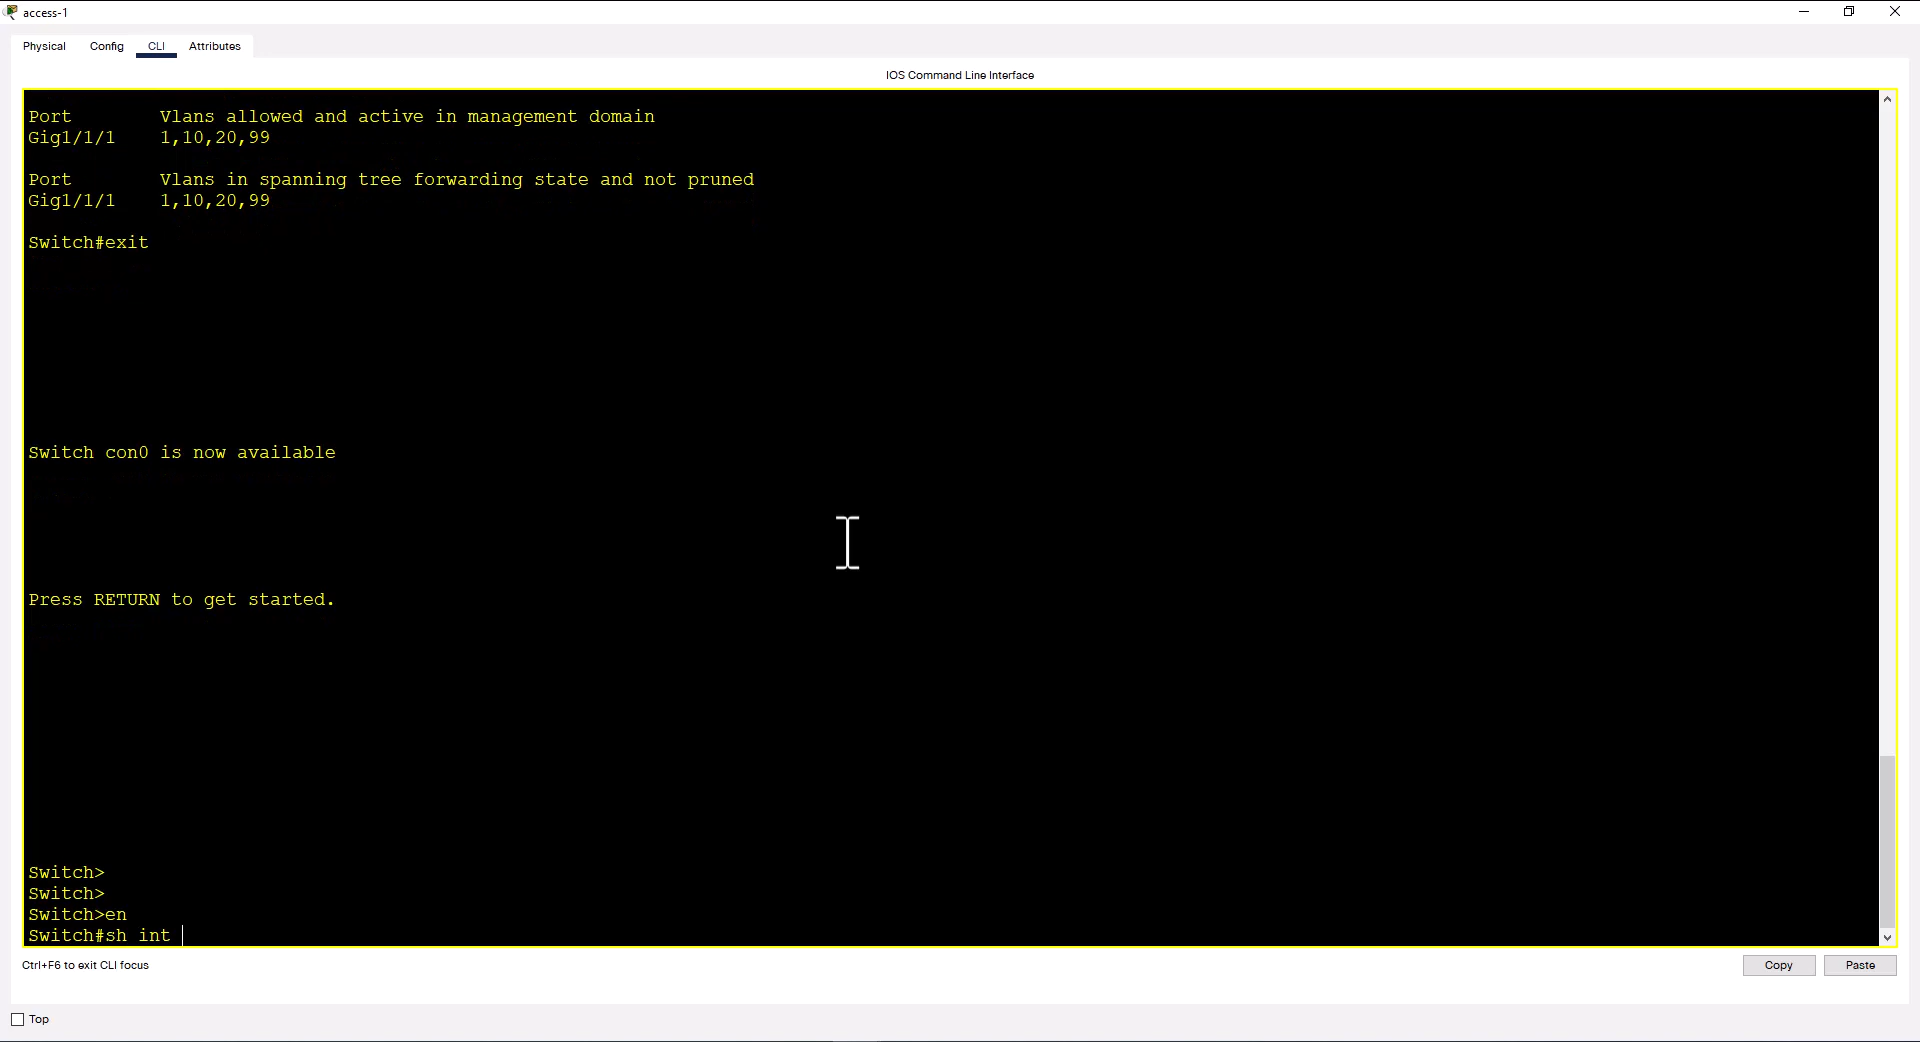 access-1
Physical Config CLI Attributes
IOS Command Line Interface
Port Vlans allowed and active in management domain
Gig1/1/1 1,10,20,99
Port Vlans in spanning tree forwarding state and not pruned
Gig1/1/1 1,10,20,99
Switch#exit
Switch con0 is now available
Press RETURN to get started.
Switch>
Switch>
Switch>en
Switch#sh int
Ctrl+F6 to exit CLI focus
Copy Paste
Top